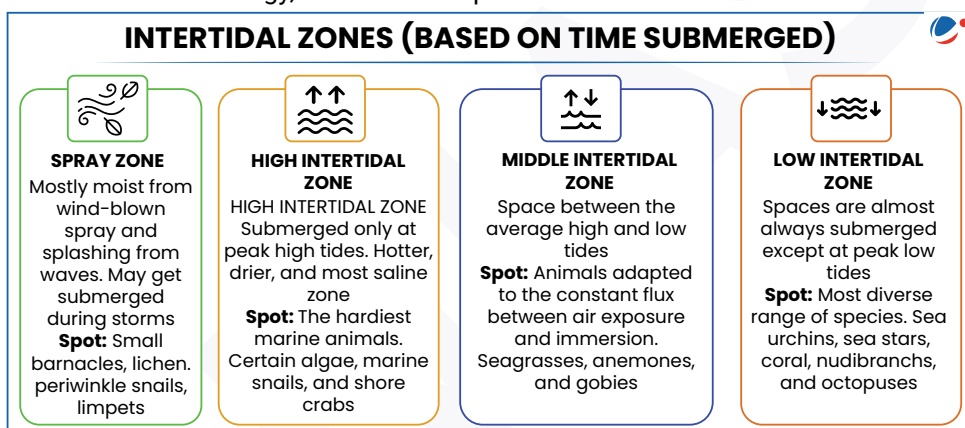 INTERTIDAL ZONES (BASED ON TIME SUBMERGED)
SPRAY ZONE
Mostly moist from
wind-blown
spray and
splashing from
waves. May get
submerged
during storms
Spot: Small
barnacles, lichen.
periwinkle snails,
limpets
HIGH INTERTIDAL
ZONE
HIGH INTERTIDAL ZONE
Submerged only at
peak high tides. Hotter,
drier, and most saline
zone
Spot: The hardiest
marine animals.
Certain algae, marine
snails, and shore
crabs
MIDDLE INTERTIDAL
ZONE
Space between the
average high and low
tides
Spot: Animals adapted
to the constant flux
between air exposure
and immersion.
Seagrasses, anemones,
and gobies
LOW INTERTIDAL
ZONE
Spaces are almost
always submerged
except at peak low
tides
Spot: Most diverse
range of species. Sea
urchins, sea stars,
coral, nudibranchs,
and octopuses